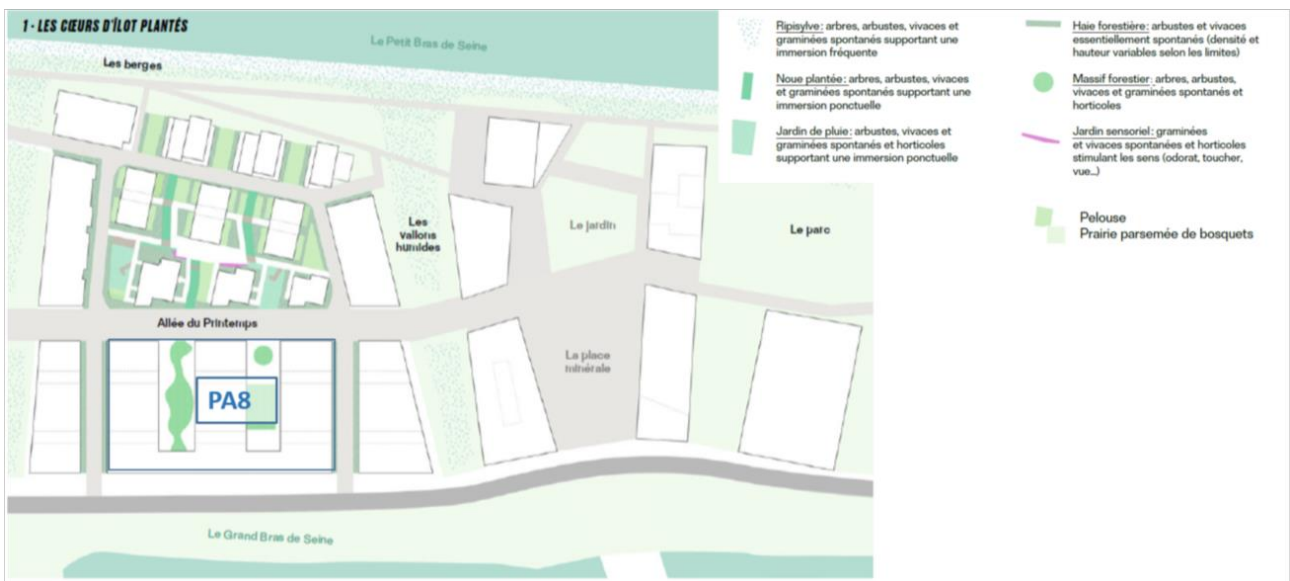 1 - LES CŒURS D'ÎLOT PLANTÉS
Le Petit Bras de Seine
Les berges
Les
vallons
humides
Le jardin
Le parc
Allée du Printemps
La place
minérale
PA8
Le Grand Bras de Seine
Ripisylve : arbres, arbustes, vivaces et
graminées spontanés supportant une
immersion fréquente
Noue plantée : arbres, arbustes, vivaces
et graminées spontanés supportant une
immersion ponctuelle
Jardin de pluie : arbustes, vivaces et
graminées spontanés et horticoles
supportant une immersion ponctuelle
Haie forestière : arbustes et vivaces
essentiellement spontanés (densité et
hauteur variables selon les limites)
Massif forestier : arbres, arbustes,
vivaces et graminées spontanés et
horticoles
Jardin sensoriel : graminées
et vivaces spontanées et horticoles
stimulant les sens (odorat, toucher,
vue...)
Pelouse
Prairie parsemée de bosquets